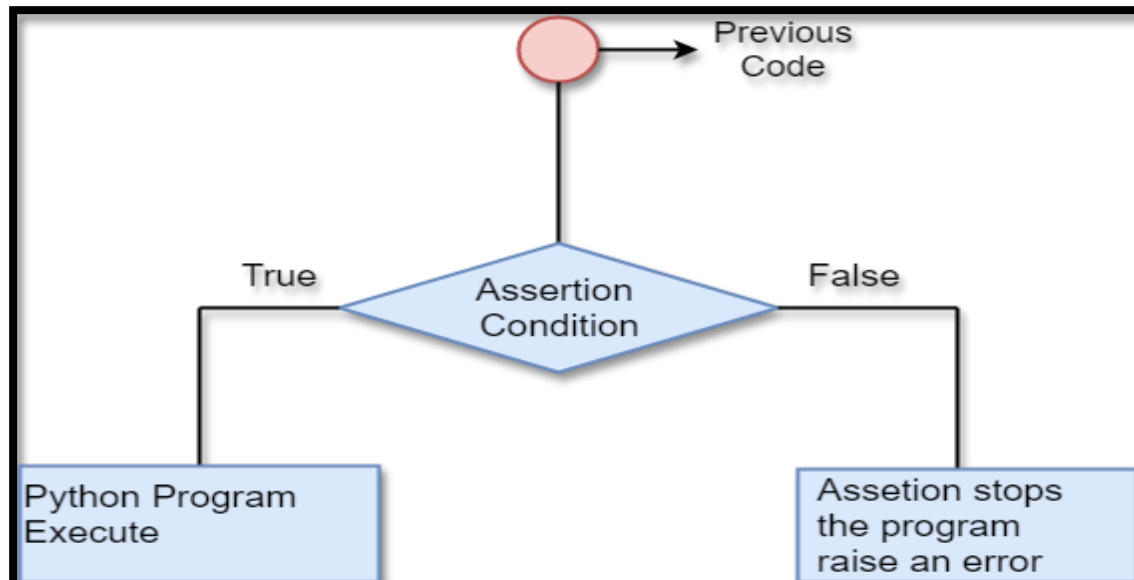 Previous
Code
True
False
Assertion
Condition
Python Program
Execute
Assetion stops
the program
raise an error